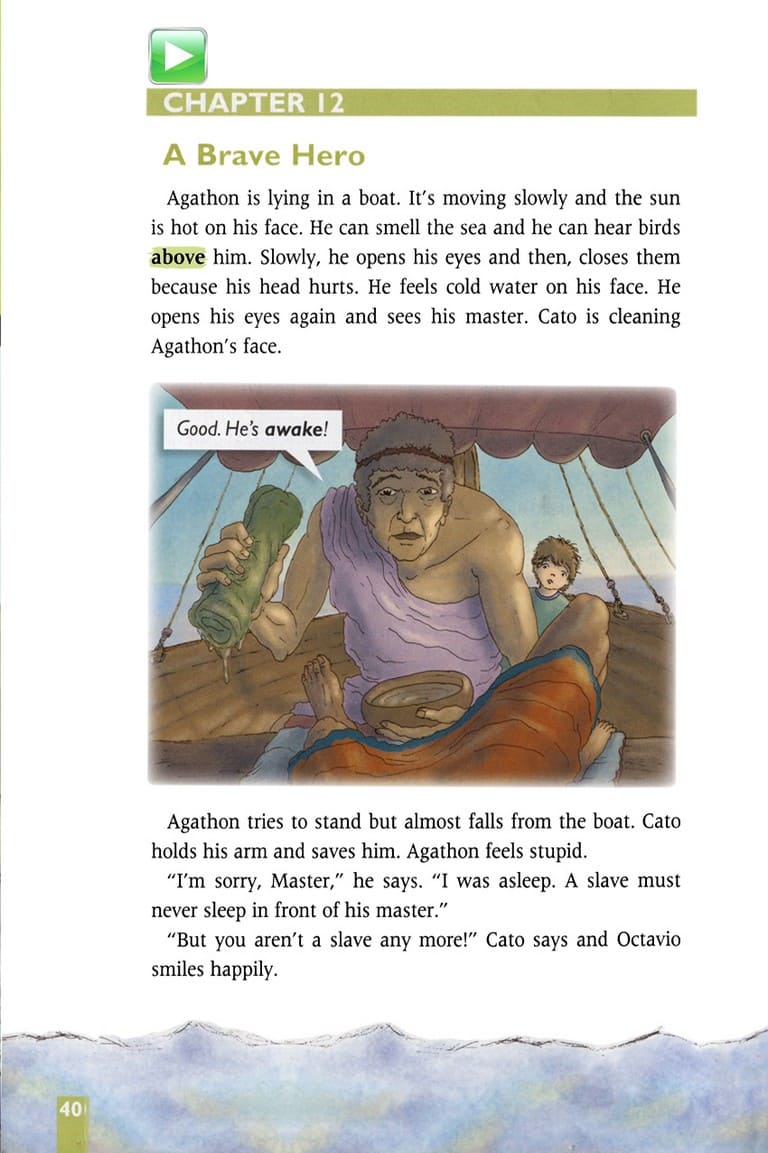 CHAPTER 12
A Brave Hero
Agathon is lying in a boat. It's moving slowly and the sun
is hot on his face. He can smell the sea and he can hear birds
above him. Slowly, he opens his eyes and then, closes them
because his head hurts. He feels cold water on his face. He
opens his eyes again and sees his master. Cato is cleaning
Agathon's face.
Good. He's awake!
Agathon tries to stand but almost falls from the boat. Cato
holds his arm and saves him. Agathon feels stupid.
"I'm sorry, Master," he says. "I was asleep. A slave must
never sleep in front of his master."
"But you aren't a slave any more!" Cato says and Octavio
smiles happily.
40